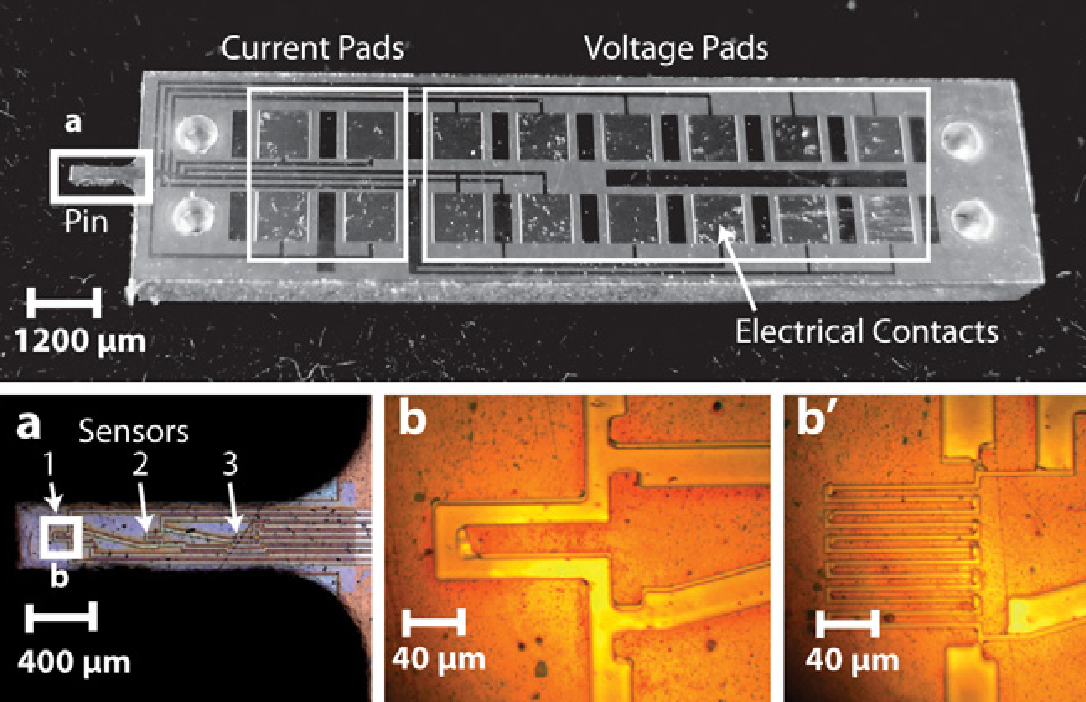 Current Pads
Voltage Pads
a
Pin
1200 µm
Electrical Contacts
a
Sensors
1
2
3
b
400 µm
b
40 µm
b′
40 µm